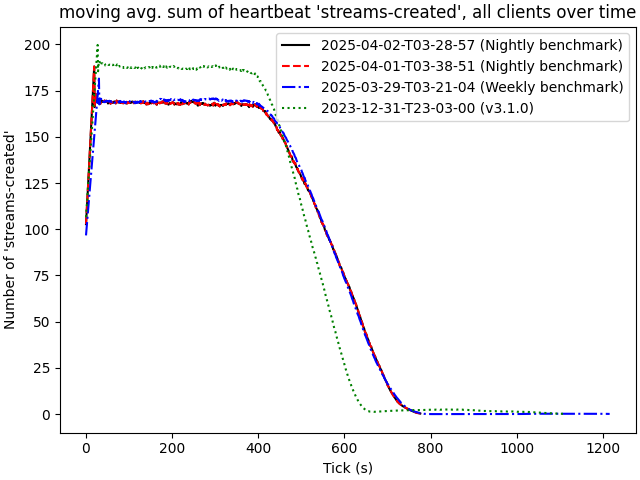 moving avg. sum of heartbeat 'streams-created', all clients over time
200
175
150
125
100
75
50
25
0
Number of 'streams-created'
2025-04-02-T03-28-57 (Nightly benchmark)
2025-04-01-T03-38-51 (Nightly benchmark)
2025-03-29-T03-21-04 (Weekly benchmark)
2023-12-31-T23-03-00 (v3.1.0)
0 200 400 600 800 1000 1200
Tick (s)